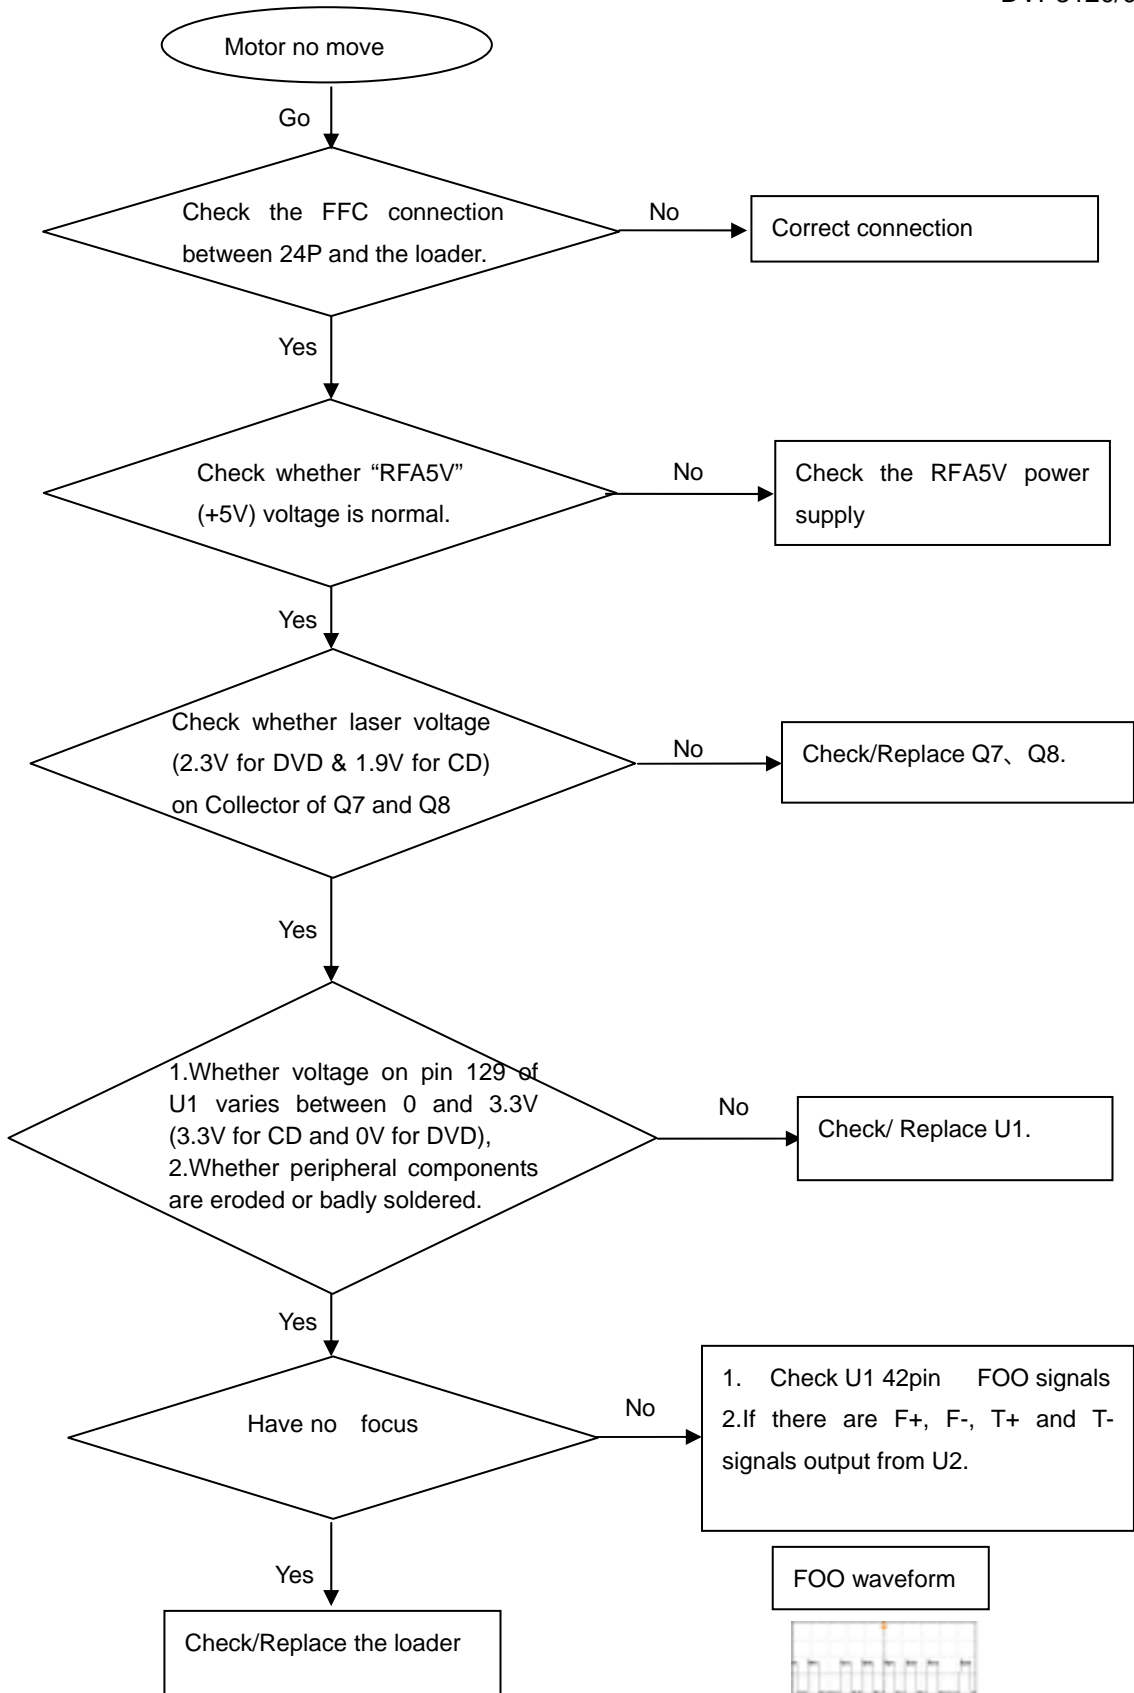 Motor no move
Go
Check the FFC connection
between 24P and the loader.
No
Correct connection
Yes
Check whether “RFA5V”
(+5V) voltage is normal.
No
Check the RFA5V power
supply
Yes
Check whether laser voltage
(2.3V for DVD & 1.9V for CD)
on Collector of Q7 and Q8
No
Check/Replace Q7、Q8.
Yes
1.Whether voltage on pin 129 of
U1 varies between 0 and 3.3V
(3.3V for CD and 0V for DVD),
2.Whether peripheral components
are eroded or badly soldered.
No
Check/ Replace U1.
Yes
Have no focus
No
1. Check U1 42pin FOO signals
2.If there are F+, F-, T+ and T-
signals output from U2.
Yes
FOO waveform
Check/Replace the loader